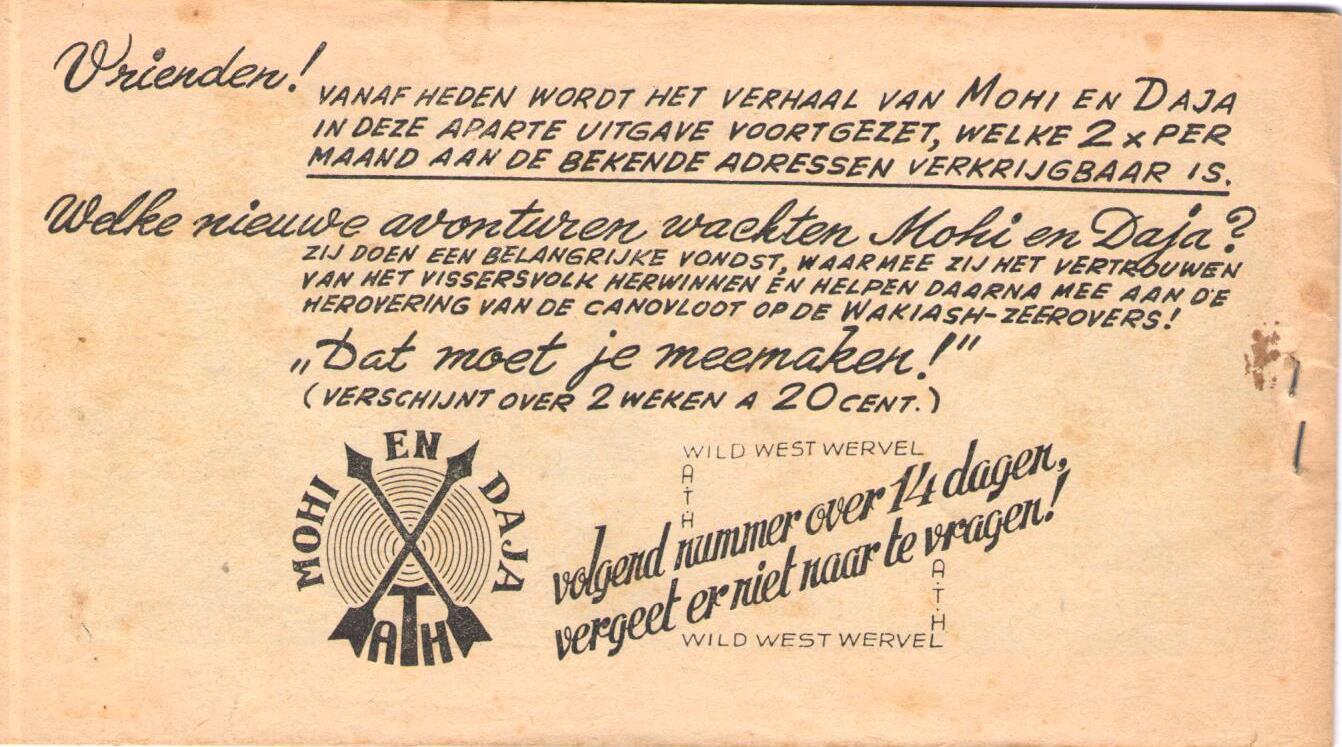 Vrienden!
VANAF HEDEN WORDT HET VERHAAL VAN MOHI EN DAJA
IN DEZE APARTE UITGAVE VOORTGEZET, WELKE 2 x PER
MAAND AAN DE BEKENDE ADRESSEN VERKRIJGBAAR IS.
Welke nieuwe avonturen wachten Mohi en Daja?
ZIJ DOEN EEN BELANGRIJKE VONDST, WAARMEE ZIJ HET VERTROUWEN
VAN HET VISSERSVOLK HERWINNEN EN HELPEN DAARNA MEE AAN DE
HEROVERING VAN DE CANOVLOOT OP DE WAKIASH-ZEEROVERS!
„Dat moet je meemaken!"
(VERSCHIJNT OVER 2 WEKEN A 20 CENT.)
MOHI EN DAJA
ATH
WILD WEST WERVEL
A.T.H
volgend nummer over 14 dagen,
vergeet er niet naar te vragen!
A.T.H
WILD WEST WERVEL